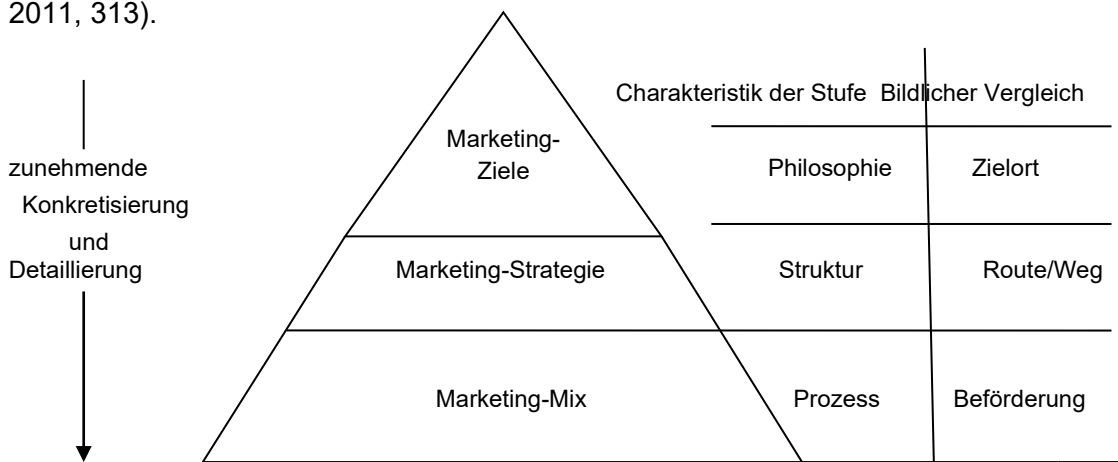 2011, 313).
Charakteristik der Stufe Bildlicher Vergleich
Marketing-
Ziele
zunehmende
Konkretisierung
und
Detaillierung
Philosophie Zielort
Marketing-Strategie Struktur Route/Weg
Marketing-Mix Prozess Beförderung